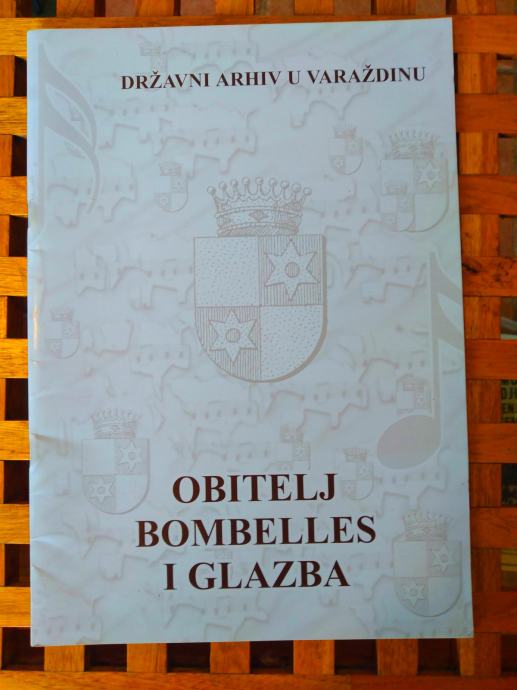 DRŽAVNI ARHIV U VARAŽDINU
OBITELJ
BOMBELLES
I GLAZBA